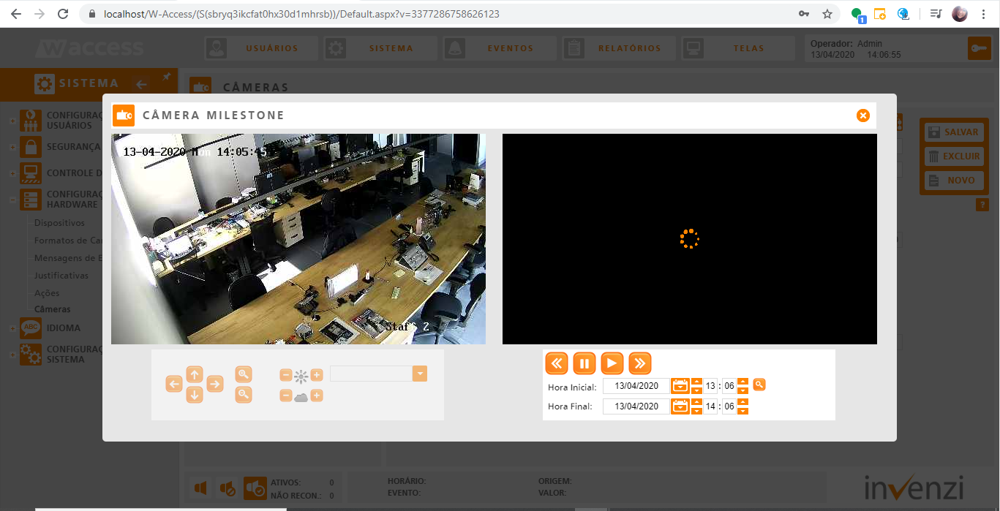 localhost/W-Access/(S(sbryq3ikcfat0hx30d1mhrsb))/Default.aspx?v=3377286758626123
1
Waccess
USUÁRIOS
SISTEMA
EVENTOS
RELATÓRIOS
TELAS
Operador: Admin
13/04/2020 14:06:55
SISTEMA
CÂMERAS
CÂMERA MILESTONE
CONFIGURAÇ
USUÁRIOS
SEGURANÇA
CONTROLE D
CONFIGURAÇ
HARDWARE
Dispositivos
Formatos de Ca
Mensagens de E
Justificativas
Ações
Câmeras
ABC
IDIOMA
CONFIGURAÇ
SISTEMA
13-04-2020 Mon 14:05:45
Staff 2
SALVAR
EXCLUIR
NOVO
?
Hora Inicial: 13/04/2020 13 : 06
Hora Final: 13/04/2020 14 : 06
ATIVOS: 0
NÃO RECON.: 0
HORÁRIO:
EVENTO:
ORIGEM:
VALOR:
invenzi